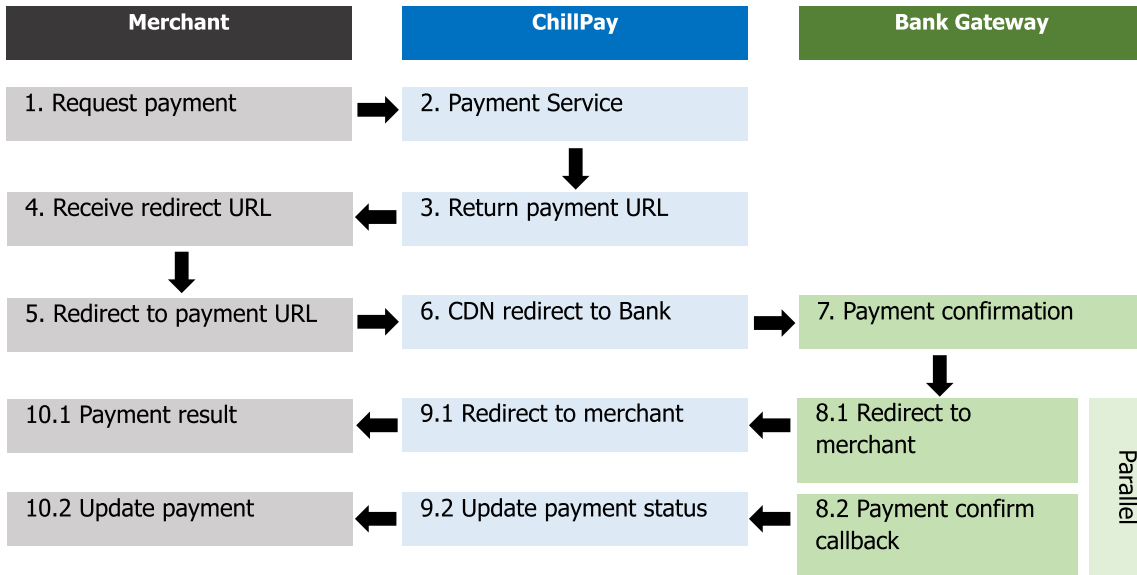 Merchant
ChillPay
Bank Gateway
1. Request payment
2. Payment Service
4. Receive redirect URL
3. Return payment URL
5. Redirect to payment URL
6. CDN redirect to Bank
7. Payment confirmation
10.1 Payment result
9.1 Redirect to merchant
8.1 Redirect to
merchant
10.2 Update payment
9.2 Update payment status
8.2 Payment confirm
callback
Parallel